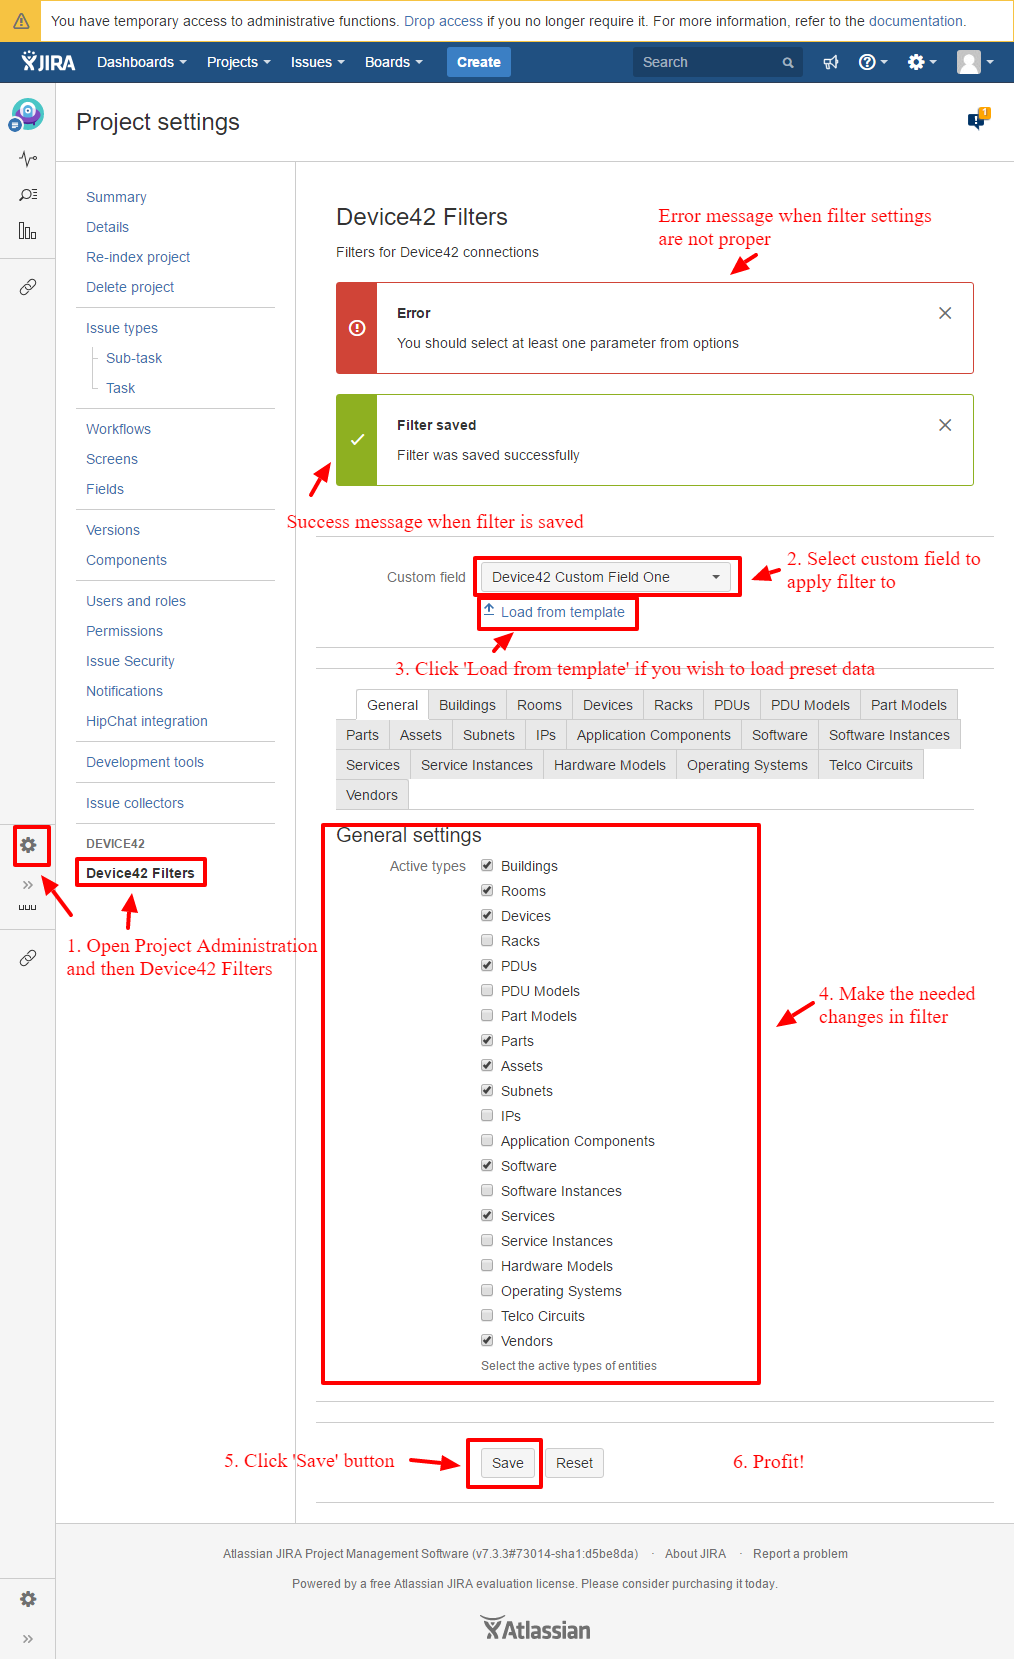 You have temporary access to administrative functions. Drop access if you no longer require it. For more information, refer to the documentation.
JIRA Dashboards Projects Issues Boards Create Search
Project settings
1
Summary
Details
Re-index project
Delete project
Issue types
Sub-task
Task
Workflows
Screens
Fields
Versions
Components
Users and roles
Permissions
Issue Security
Notifications
HipChat integration
Development tools
Issue collectors
DEVICE42
Device42 Filters
1. Open Project Administration
and then Device42 Filters
Device42 Filters
Filters for Device42 connections
Error message when filter settings
are not proper
Error
You should select at least one parameter from options
Filter saved
Filter was saved successfully
Success message when filter is saved
Custom field Device42 Custom Field One
2. Select custom field to
apply filter to
Load from template
3. Click 'Load from template' if you wish to load preset data
General Buildings Rooms Devices Racks PDUs PDU Models Part Models
Parts Assets Subnets IPs Application Components Software Software Instances
Services Service Instances Hardware Models Operating Systems Telco Circuits
Vendors
General settings
Active types Buildings
Rooms
Devices
Racks
PDUs
PDU Models
Part Models
Parts
Assets
Subnets
IPs
Application Components
Software
Software Instances
Services
Service Instances
Hardware Models
Operating Systems
Telco Circuits
Vendors
Select the active types of entities
4. Make the needed
changes in filter
5. Click 'Save' button
Save Reset
6. Profit!
Atlassian JIRA Project Management Software (v7.3.3#73014-sha1:d5be8da) · About JIRA · Report a problem
Powered by a free Atlassian JIRA evaluation license. Please consider purchasing it today.
Atlassian